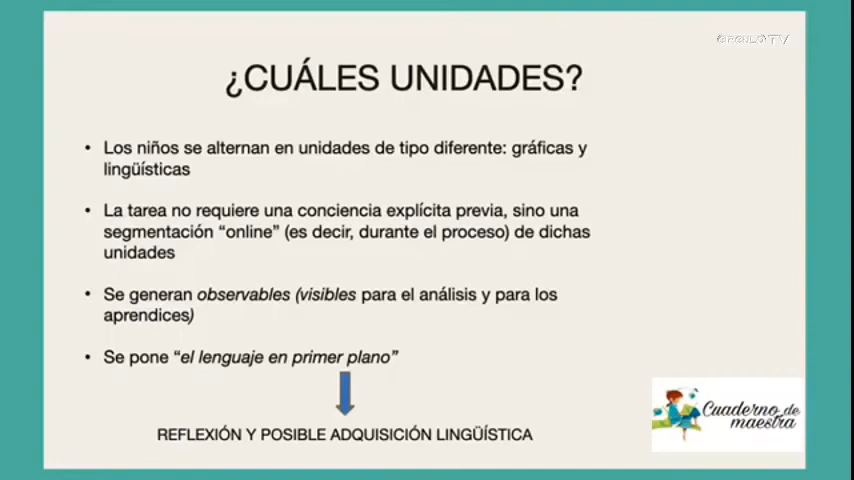 CIRCULO TV
¿CUÁLES UNIDADES?
• Los niños se alternan en unidades de tipo diferente: gráficas y
lingüísticas
• La tarea no requiere una conciencia explícita previa, sino una
segmentación “online” (es decir, durante el proceso) de dichas
unidades
• Se generan observables (visibles para el análisis y para los
aprendices)
• Se pone “el lenguaje en primer plano”
REFLEXIÓN Y POSIBLE ADQUISICIÓN LINGÜÍSTICA
Cuaderno de
maestra